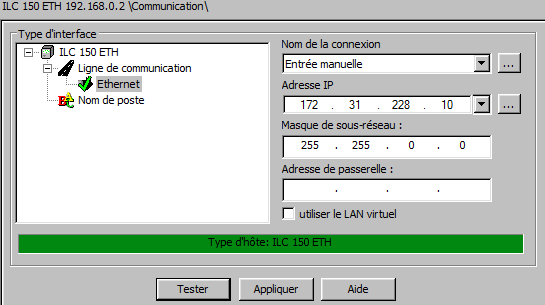 ILC 150 ETH 192.168.0.2 \Communication\
Type d'interface
ILC 150 ETH
Ligne de communication
Ethernet
Nom de poste
Nom de la connexion
Entrée manuelle
...
Adresse IP
172 . 31 . 228 . 10
...
Masque de sous-réseau :
255 . 255 . 0 . 0
Adresse de passerelle :
. . .
utiliser le LAN virtuel
Type d'hôte: ILC 150 ETH
Tester
Appliquer
Aide